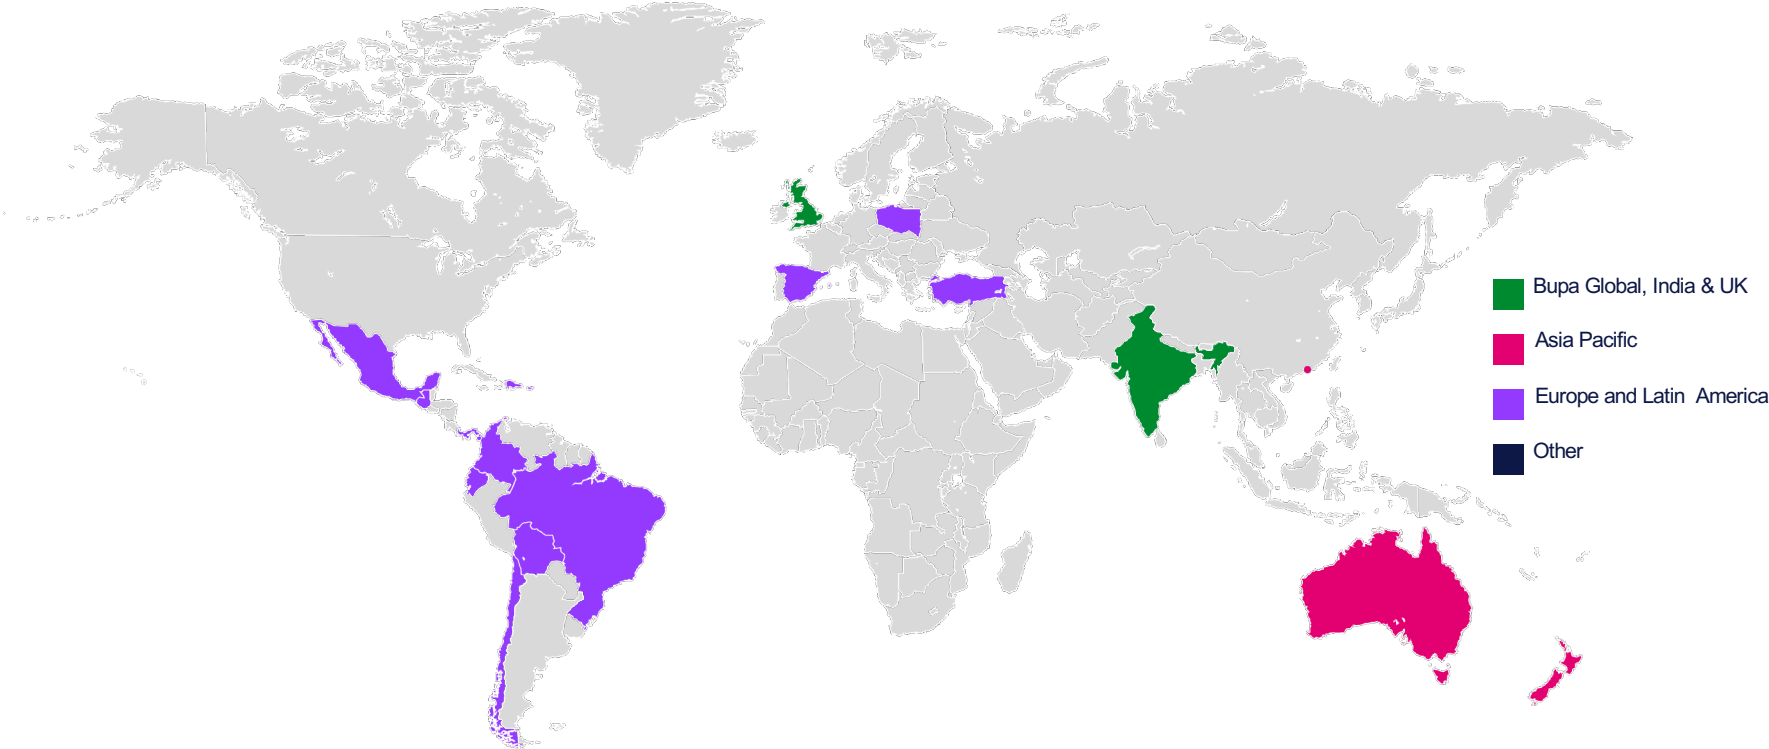 Bupa Global, India & UK
Asia Pacific
Europe and Latin  America
Other